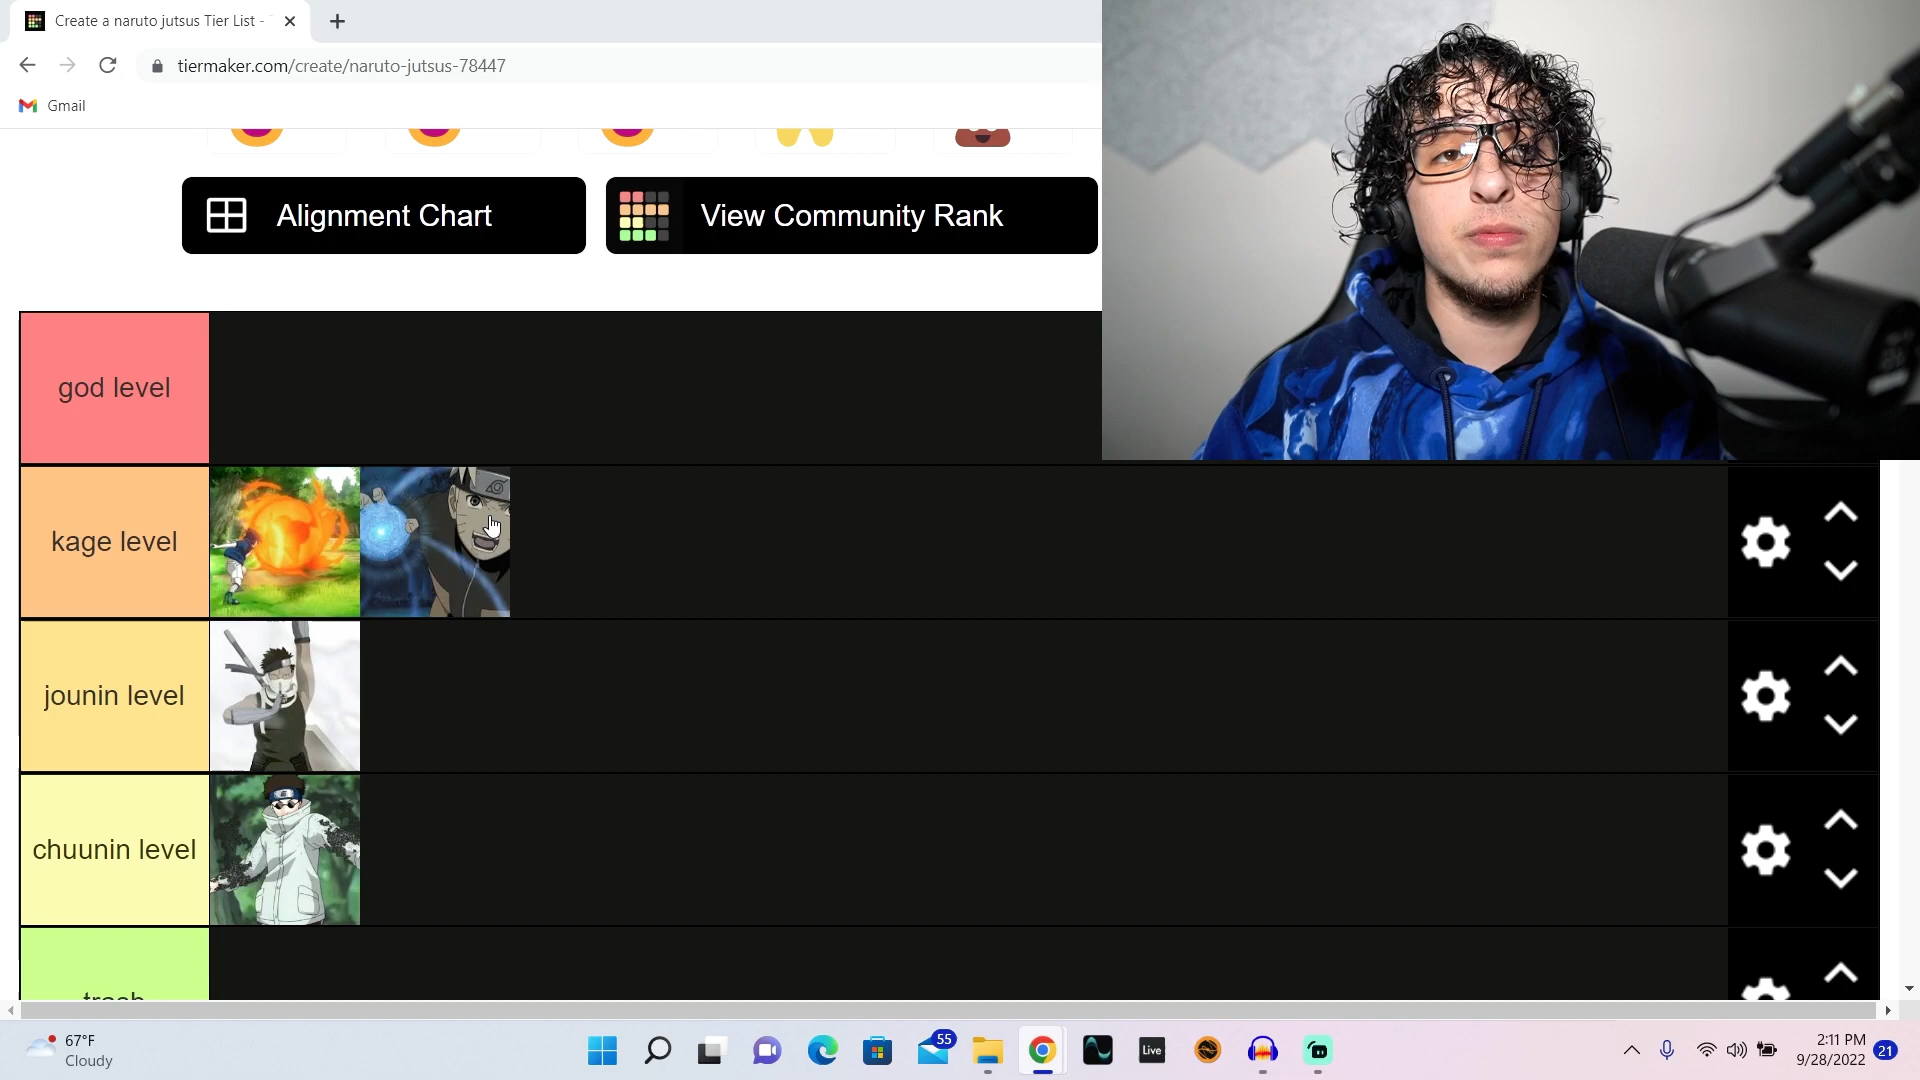 Create a naruto jutsus Tier List -
tiermaker.com/create/naruto-jutsus-78447
Gmail
Alignment Chart
View Community Rank
god level
kage level
jounin level
chuunin level
67°F
Cloudy
55
Live
2:11 PM
9/28/2022
21